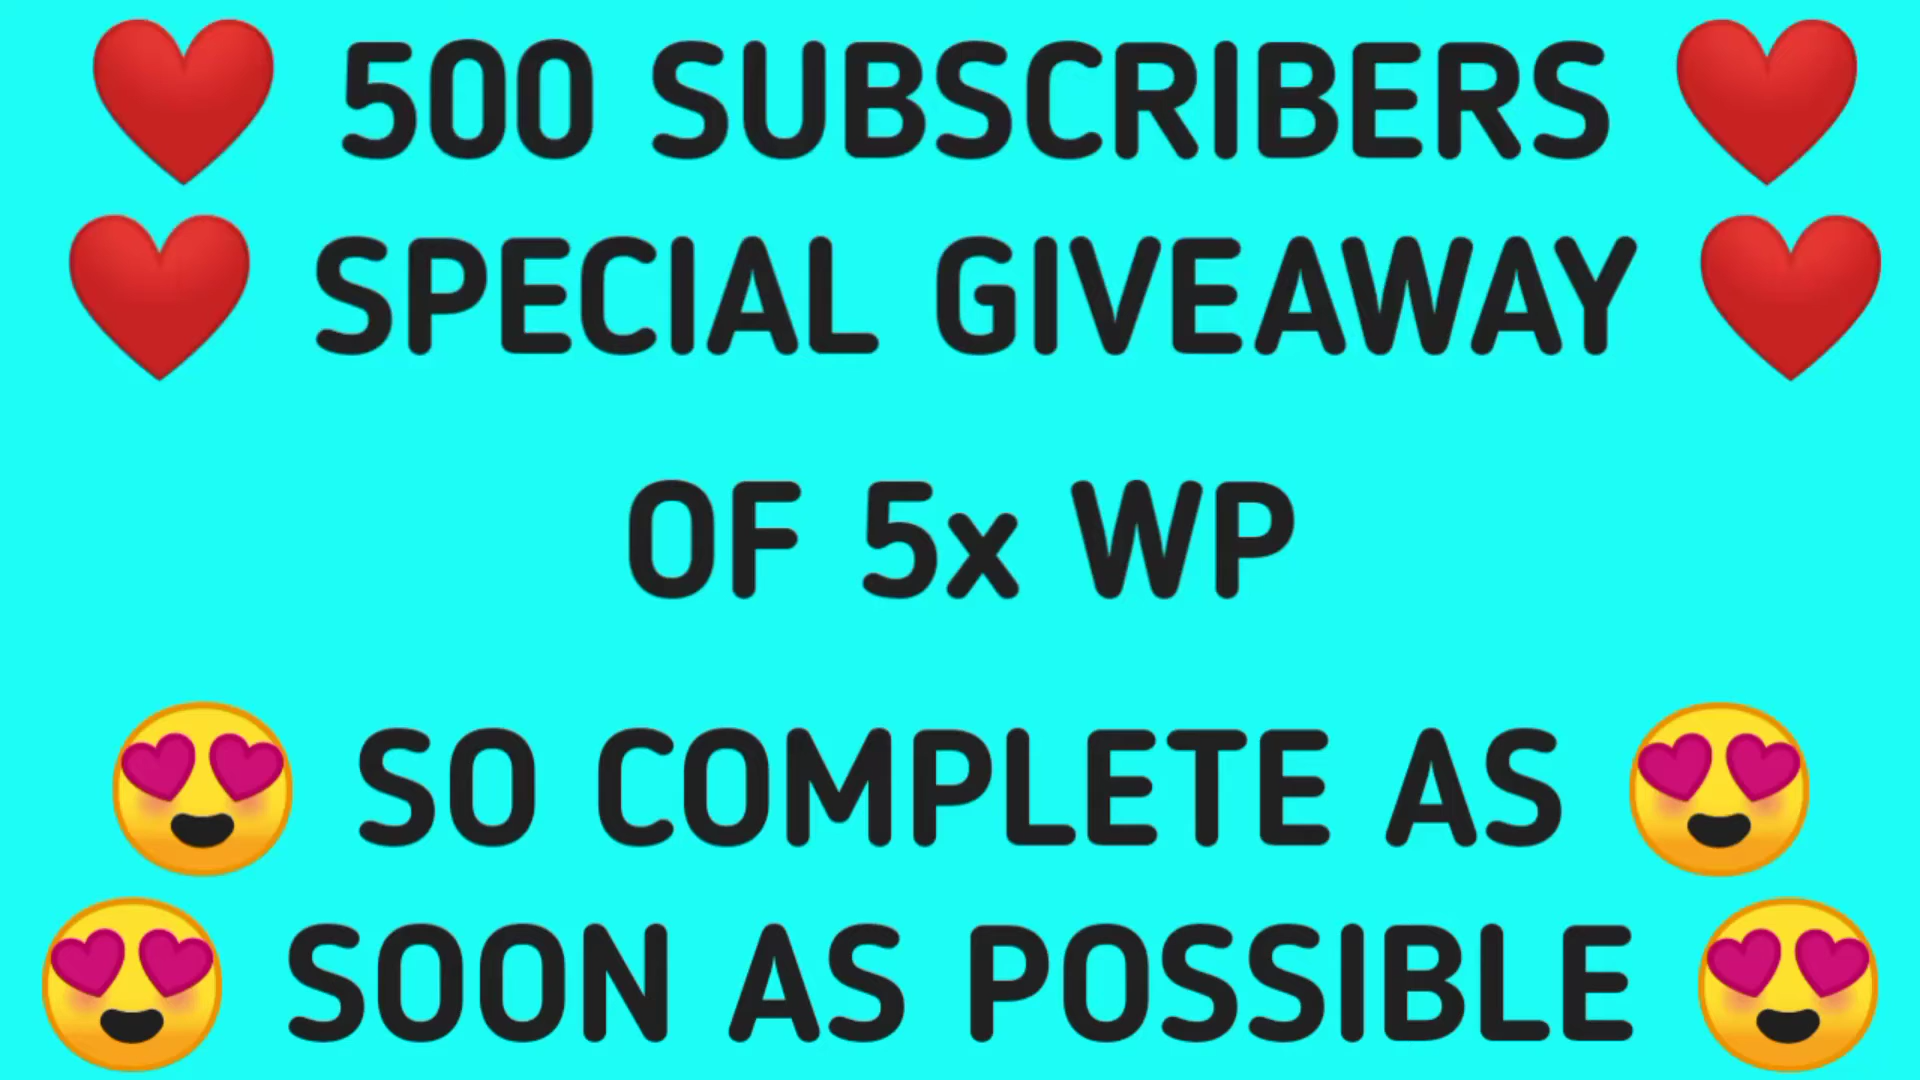 ❤️ 500 SUBSCRIBERS ❤️
❤️ SPECIAL GIVEAWAY ❤️
OF 5x WP
😍 SO COMPLETE AS 😍
😍 SOON AS POSSIBLE 😍